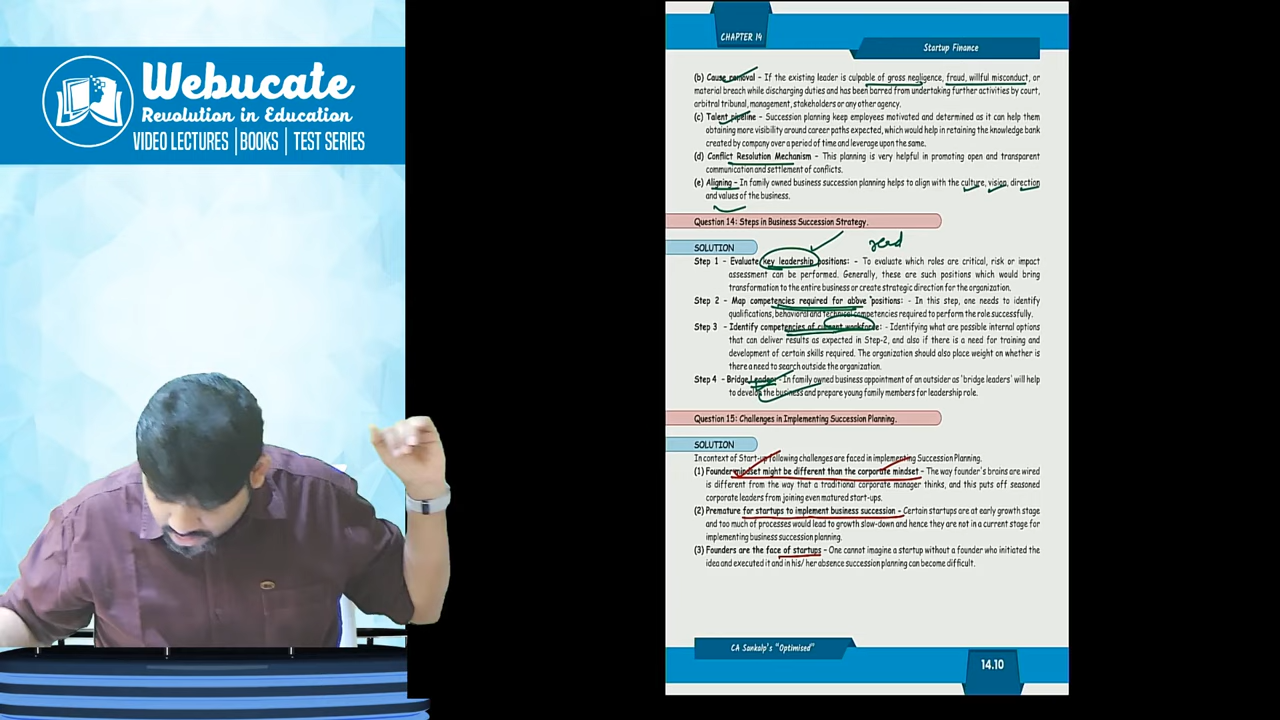 Webucate
Revolution in Education
VIDEO LECTURES | BOOKS | TEST SERIES
CHAPTER 14
Startup Finance
(b) Cause removal – If the existing leader is culpable of gross negligence, fraud, willful misconduct, or
material breach while discharging duties and has been barred from undertaking further activities by court,
arbitral tribunal, management, stakeholders or any other agency.
(c) Talent pipeline – Succession planning keep employees motivated and determined as it can help them
obtaining more visibility around career paths expected, which would help in retaining the knowledge bank
created by company over a period of time and leverage upon the same.
(d) Conflict Resolution Mechanism – This planning is very helpful in promoting open and transparent
communication and settlement of conflicts.
(e) Aligning – In family owned business succession planning helps to align with the culture, vision, direction
and values of the business.
Question 14: Steps in Business Succession Strategy.
SOLUTION
read
Step 1 – Evaluate key leadership positions: - To evaluate which roles are critical, risk or impact
assessment can be performed. Generally, these are such positions which would bring
transformation to the entire business or create strategic direction for the organization.
Step 2 – Map competencies required for above positions: - In this step, one needs to identify
qualifications, behavioral and technical competencies required to perform the role successfully.
Step 3 – Identify competencies of current workforce: - Identifying what are possible internal options
that can deliver results as expected in Step-2, and also if there is a need for training and
development of certain skills required. The organization should also place weight on whether is
there a need to search outside the organization.
Step 4 – Bridge Leader: - In family owned business appointment of an outsider as 'bridge leaders' will help
to develop the business and prepare young family members for leadership role.
Question 15: Challenges in Implementing Succession Planning.
SOLUTION
In context of Start-up following challenges are faced in implementing Succession Planning.
(1) Founder mindset might be different than the corporate mindset – The way founder's brains are wired
is different from the way that a traditional corporate manager thinks, and this puts off seasoned
corporate leaders from joining even matured start-ups.
(2) Premature for startups to implement business succession – Certain startups are at early growth stage
and too much of processes would lead to growth slow-down and hence they are not in a current stage for
implementing business succession planning.
(3) Founders are the face of startups – One cannot imagine a startup without a founder who initiated the
idea and executed it and in his/ her absence succession planning can become difficult.
CA Sankalp's "Optimised"
14.10